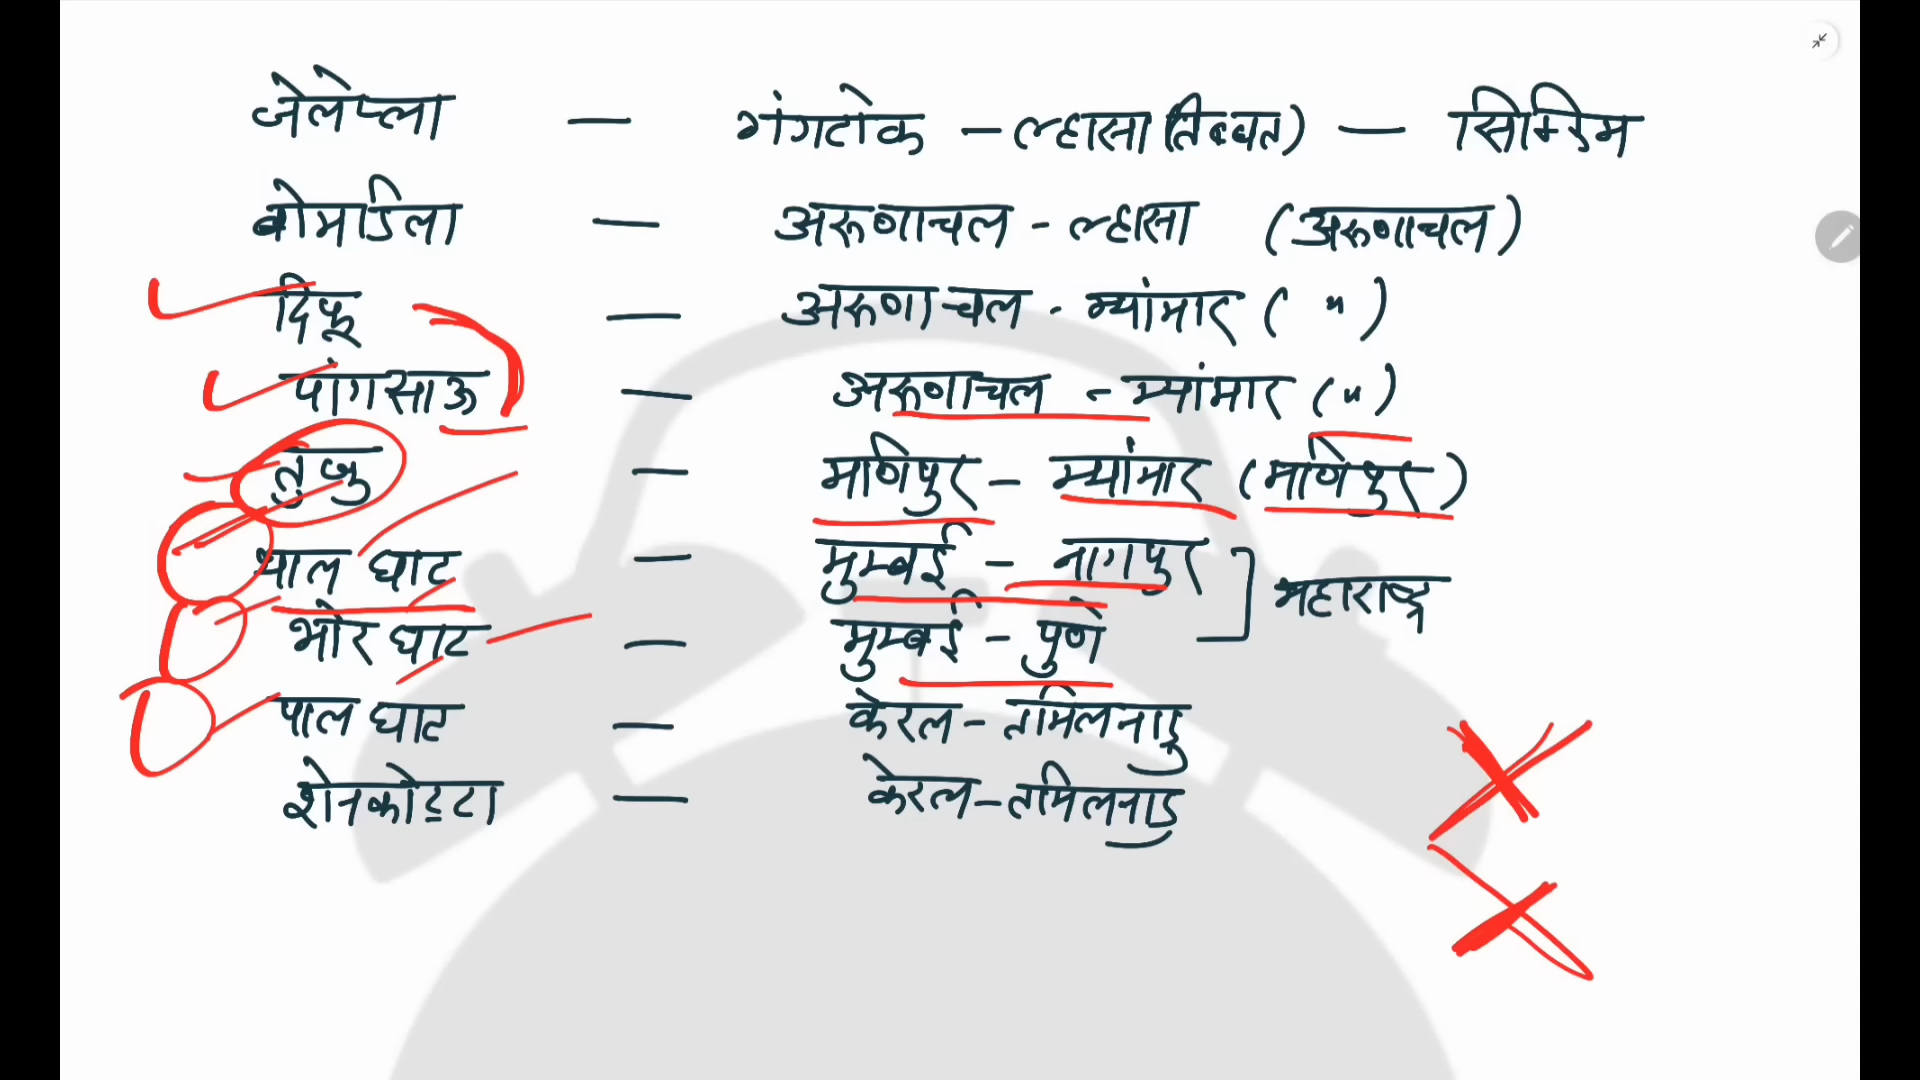 जेलेप्ला — गंगटोक - ल्हासा (तिब्बत) — सिक्किम
बोमडिला — अरुणाचल - ल्हासा (अरुणाचल)
दिफू — अरुणाचल - म्यांमार ( " )
पांगसाऊ — अरुणाचल - म्यांमार ( " )
तुजु — मणिपुर - म्यांमार (मणिपुर)
थाल घाट — मुम्बई - नागपुर ] महाराष्ट्र
भोर घाट — मुम्बई - पुणे
पाल घाट — केरल - तमिलनाडु
शेनकोट्टा — केरल - तमिलनाडु